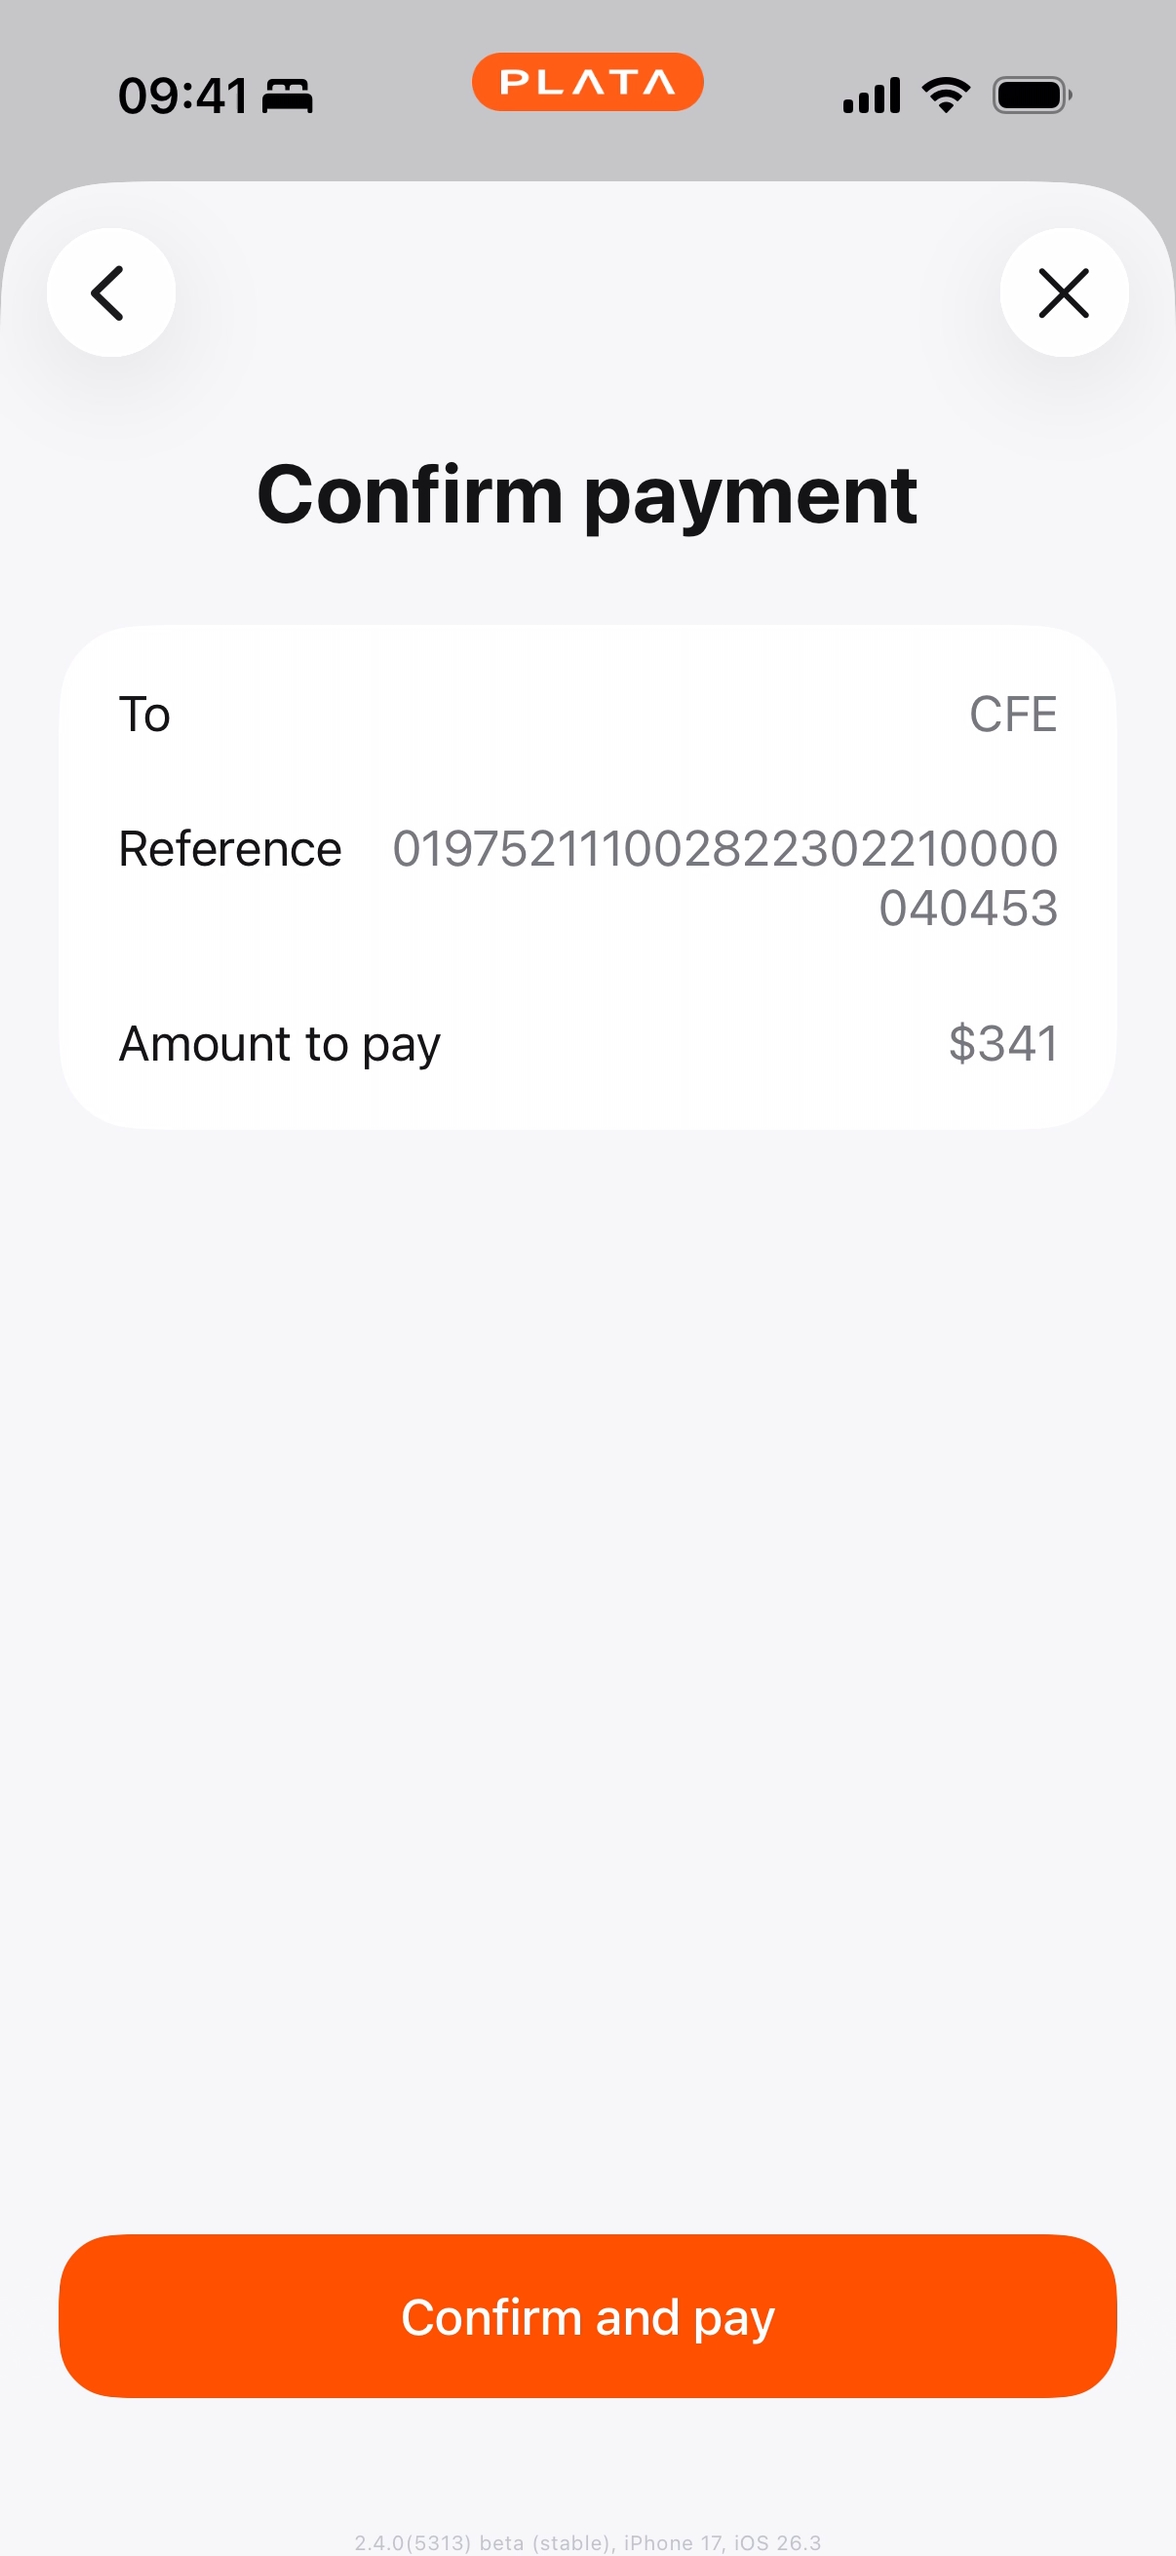 09:41
PLATA
Confirm payment
To CFE
Reference 019752111002822302210000
040453
Amount to pay $341
Confirm and pay
2.4.0(5313) beta (stable), iPhone 17, iOS 26.3